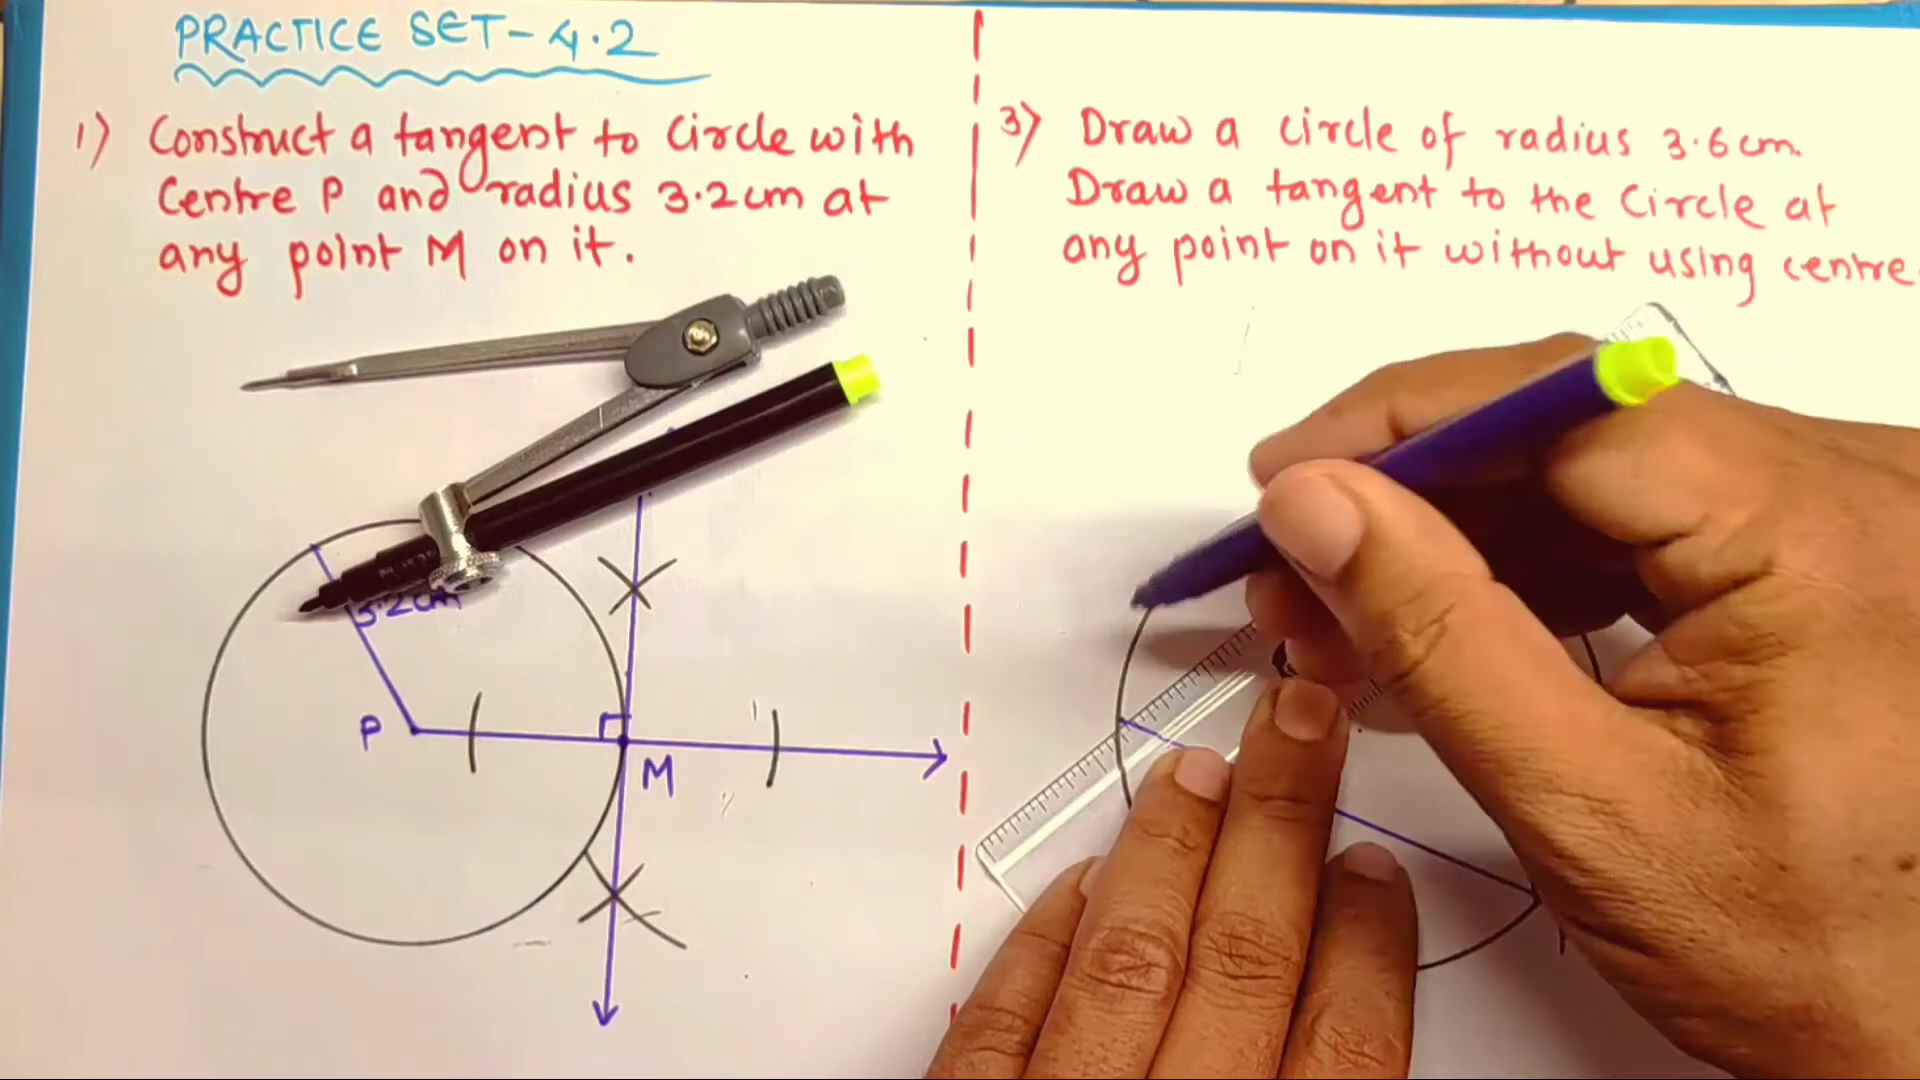 PRACTICE SET-4.2
1) Construct a tangent to circle with
Centre P and radius 3.2cm at
any point M on it.
3.2cm
P
M
3) Draw a circle of radius 3.6cm.
Draw a tangent to the Circle at
any point on it without using centre